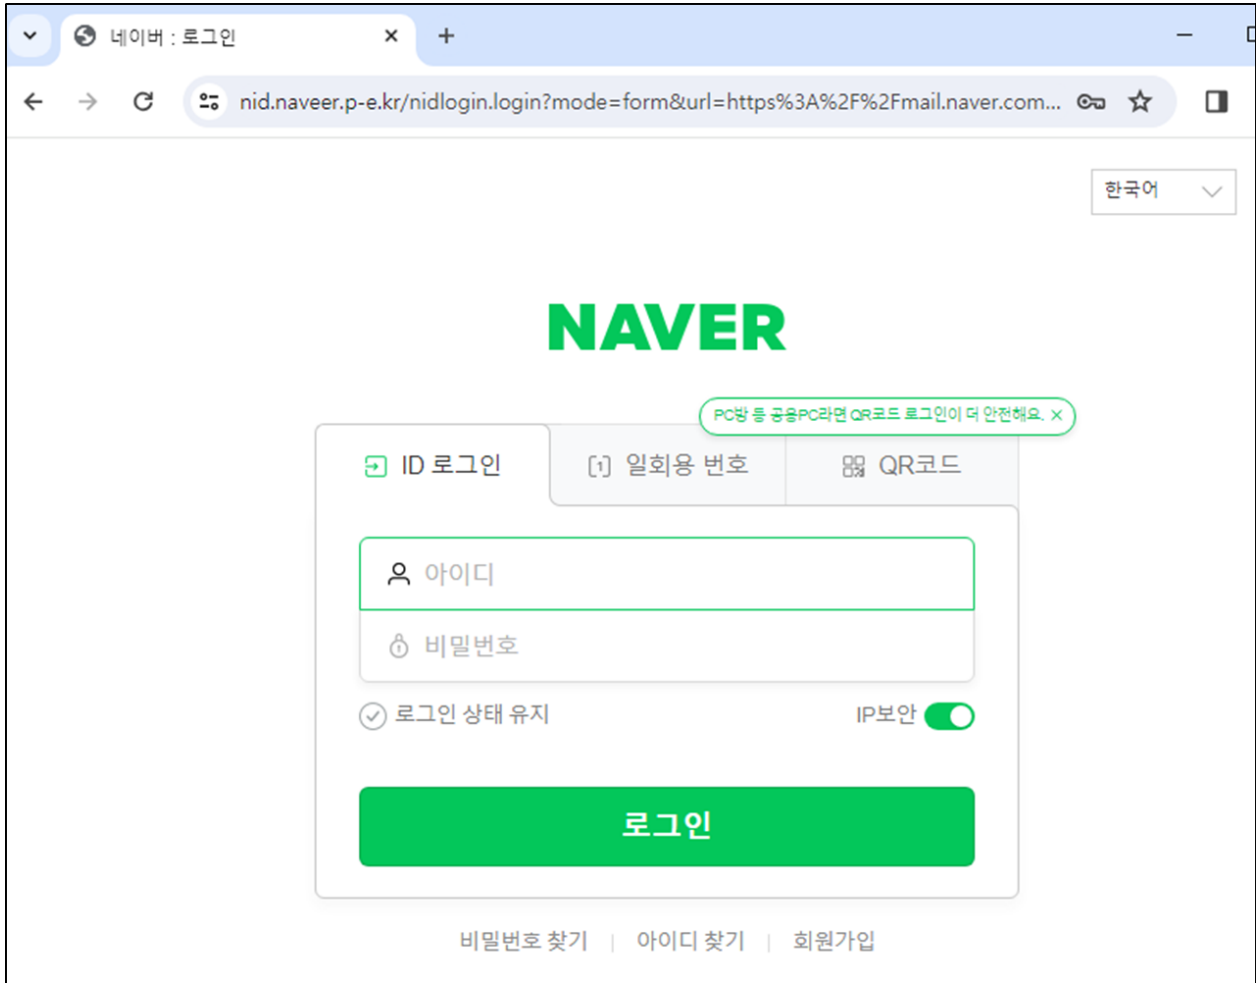 네이버 : 로그인
nid.naveer.p-e.kr/nidlogin.login?mode=form&url=https%3A%2F%2Fmail.naver.com...
한국어
NAVER
PC방 등 공용PC라면 QR코드 로그인이 더 안전해요.
ID 로그인
1 일회용 번호
QR코드
아이디
비밀번호
로그인 상태 유지
IP보안
로그인
비밀번호 찾기 | 아이디 찾기 | 회원가입